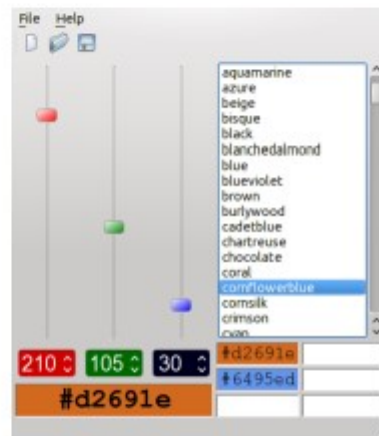 File Help
aquamarine
azure
beige
bisque
black
blanchedalmond
blue
blueviolet
brown
burlywood
cadetblue
chartreuse
chocolate
coral
cornflowerblue
cornsilk
crimson
cyan
210 105 30
#d2691e
#6495ed
#d2691e